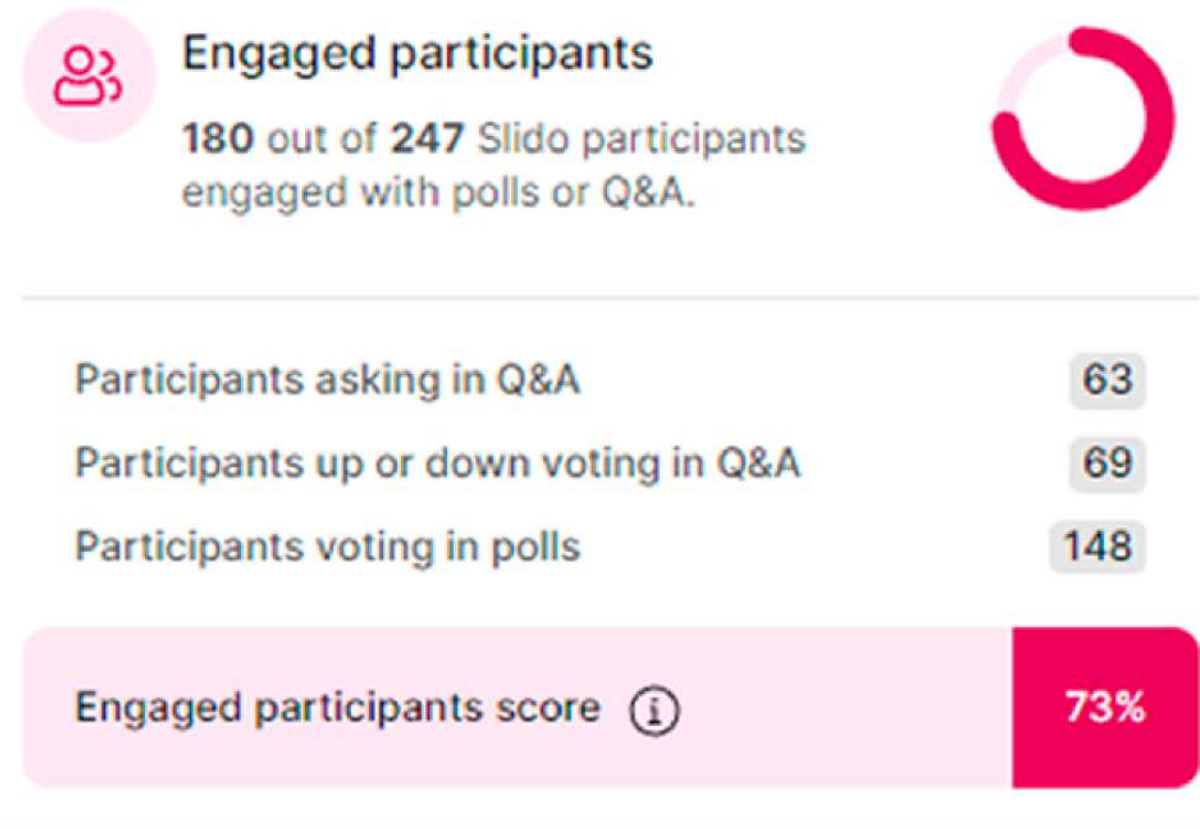 Engaged participants
180 out of 247 Slido participants
engaged with polls or Q&A.
Participants asking in Q&A 63
Participants up or down voting in Q&A 69
Participants voting in polls 148
Engaged participants score 73%